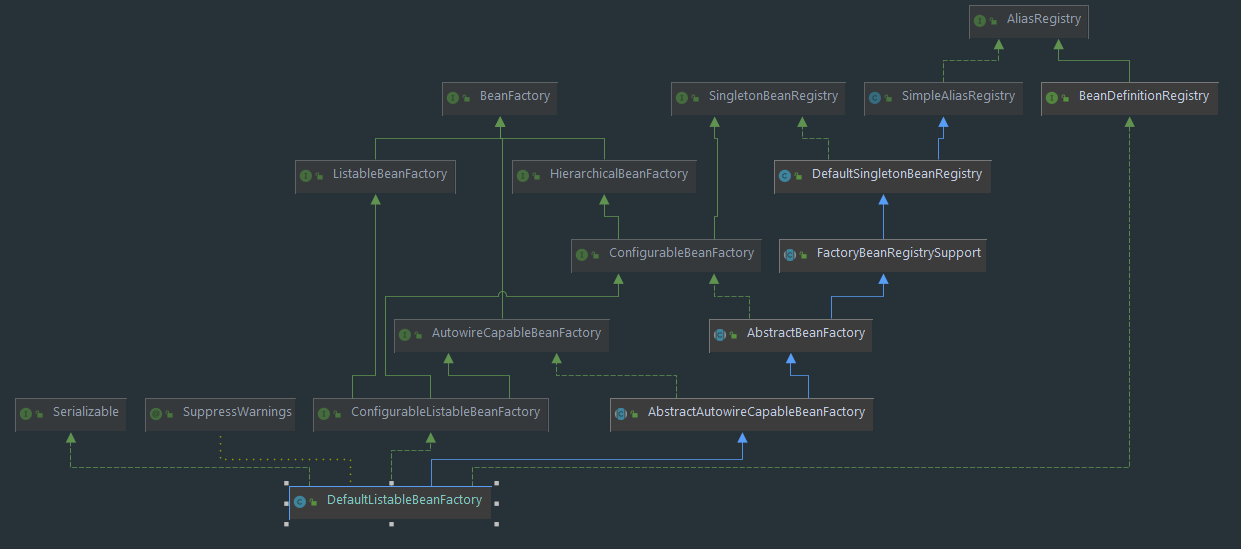 AliasRegistry
BeanFactory
SingletonBeanRegistry
SimpleAliasRegistry
BeanDefinitionRegistry
ListableBeanFactory
HierarchicalBeanFactory
DefaultSingletonBeanRegistry
ConfigurableBeanFactory
FactoryBeanRegistrySupport
AutowireCapableBeanFactory
AbstractBeanFactory
Serializable
SuppressWarnings
ConfigurableListableBeanFactory
AbstractAutowireCapableBeanFactory
DefaultListableBeanFactory